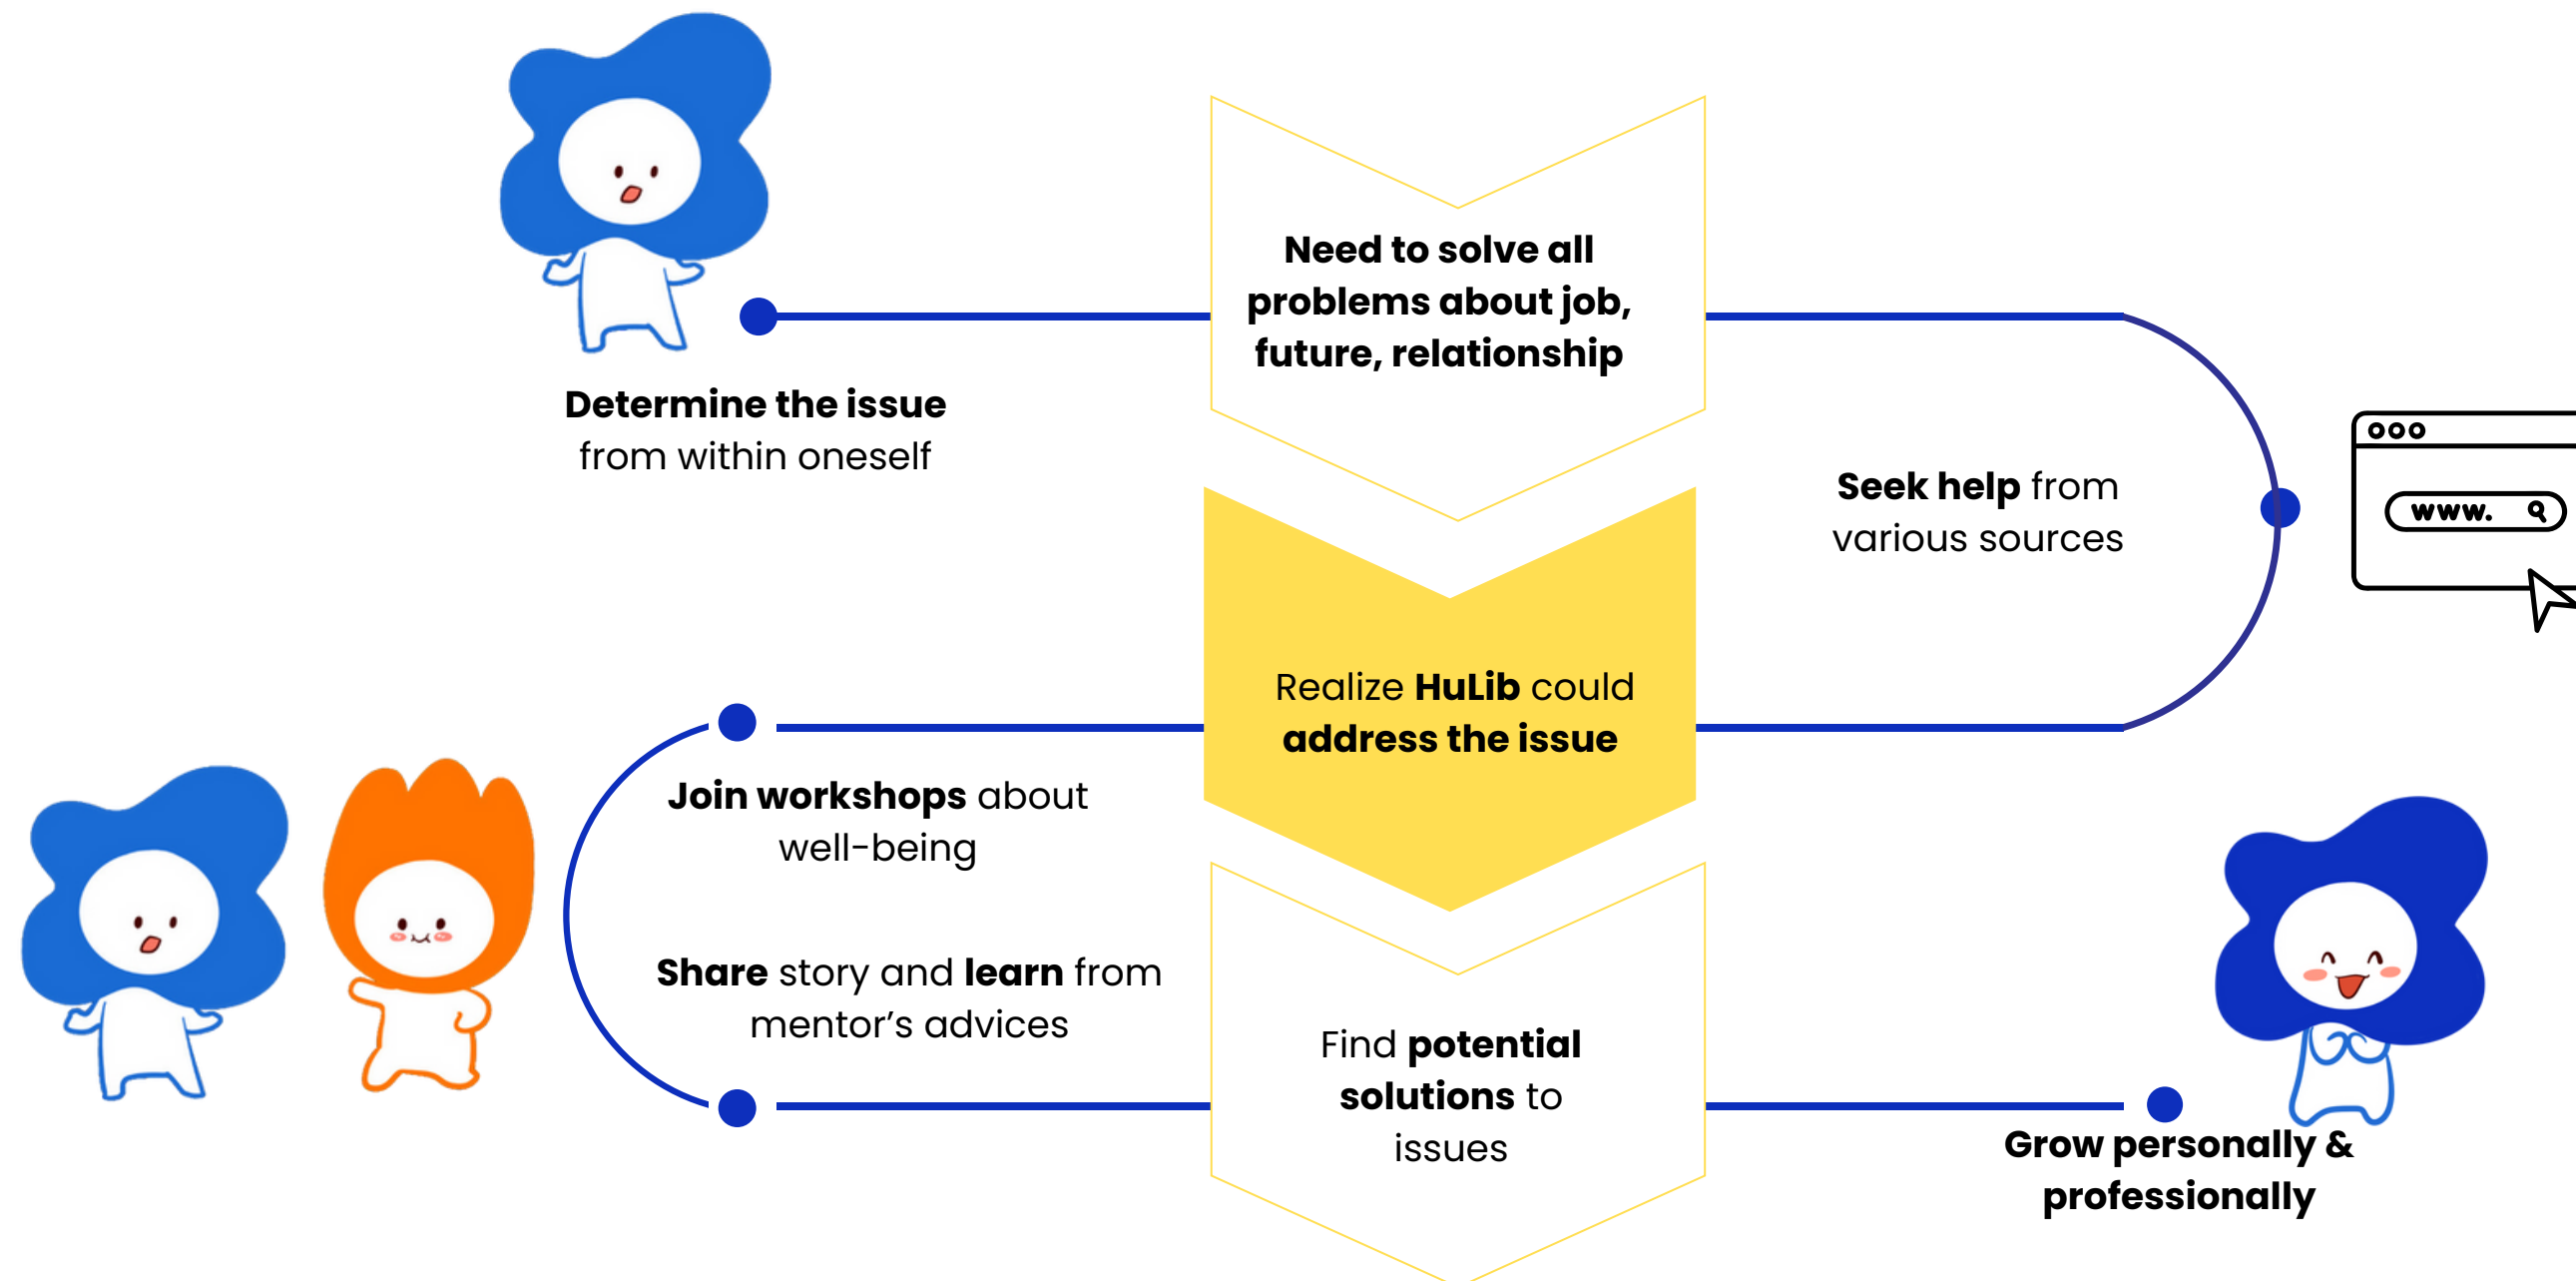 Need to solve all
problems about job,
future, relationship
Determine the issue
from within oneself
Seek help from
various sources
www.
Realize HuLib could
address the issue
Join workshops about
well-being
Share story and learn from
mentor's advices
Find potential
solutions to
issues
Grow personally &
professionally